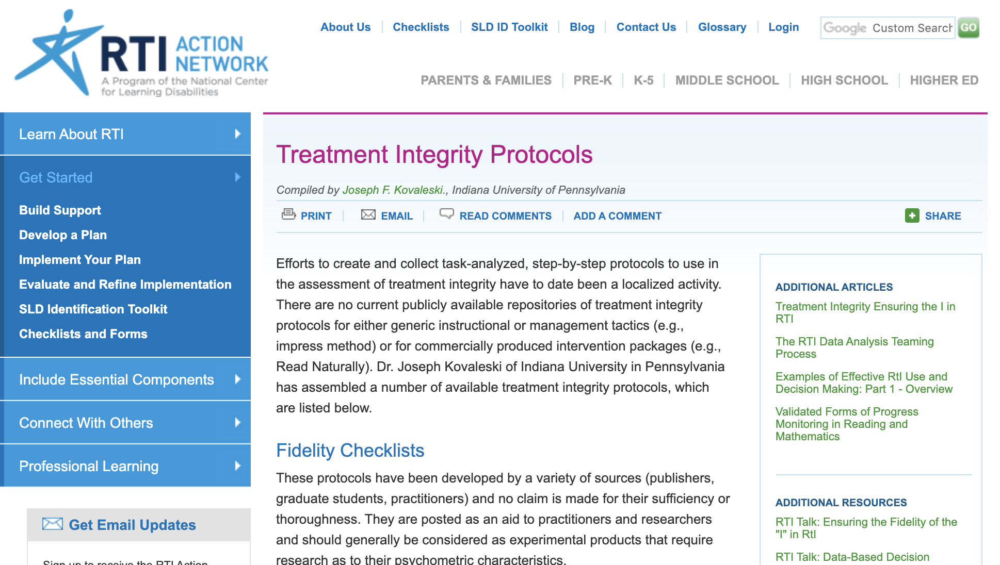 RTI ACTION NETWORK
A Program of the National Center
for Learning Disabilities
About Us
Checklists
SLD ID Toolkit
Blog
Contact Us
Glossary
Login
Google Custom Search
GO
PARENTS & FAMILIES
PRE-K
K-5
MIDDLE SCHOOL
HIGH SCHOOL
HIGHER ED
Learn About RTI
Get Started
Build Support
Develop a Plan
Implement Your Plan
Evaluate and Refine Implementation
SLD Identification Toolkit
Checklists and Forms
Include Essential Components
Connect With Others
Professional Learning
Get Email Updates
Sign up to receive the RTI Action
Treatment Integrity Protocols
Compiled by Joseph F. Kovaleski., Indiana University of Pennsylvania
PRINT
EMAIL
READ COMMENTS
ADD A COMMENT
SHARE
Efforts to create and collect task-analyzed, step-by-step protocols to use in
the assessment of treatment integrity have to date been a localized activity.
There are no current publicly available repositories of treatment integrity
protocols for either generic instructional or management tactics (e.g.,
impress method) or for commercially produced intervention packages (e.g.,
Read Naturally). Dr. Joseph Kovaleski of Indiana University in Pennsylvania
has assembled a number of available treatment integrity protocols, which
are listed below.
Fidelity Checklists
These protocols have been developed by a variety of sources (publishers,
graduate students, practitioners) and no claim is made for their sufficiency or
thoroughness. They are posted as an aid to practitioners and researchers
and should generally be considered as experimental products that require
research as to their psychometric characteristics.
ADDITIONAL ARTICLES
Treatment Integrity Ensuring the I in
RTI
The RTI Data Analysis Teaming
Process
Examples of Effective RtI Use and
Decision Making: Part 1 - Overview
Validated Forms of Progress
Monitoring in Reading and
Mathematics
ADDITIONAL RESOURCES
RTI Talk: Ensuring the Fidelity of the
"I" in RtI
RTI Talk: Data-Based Decision